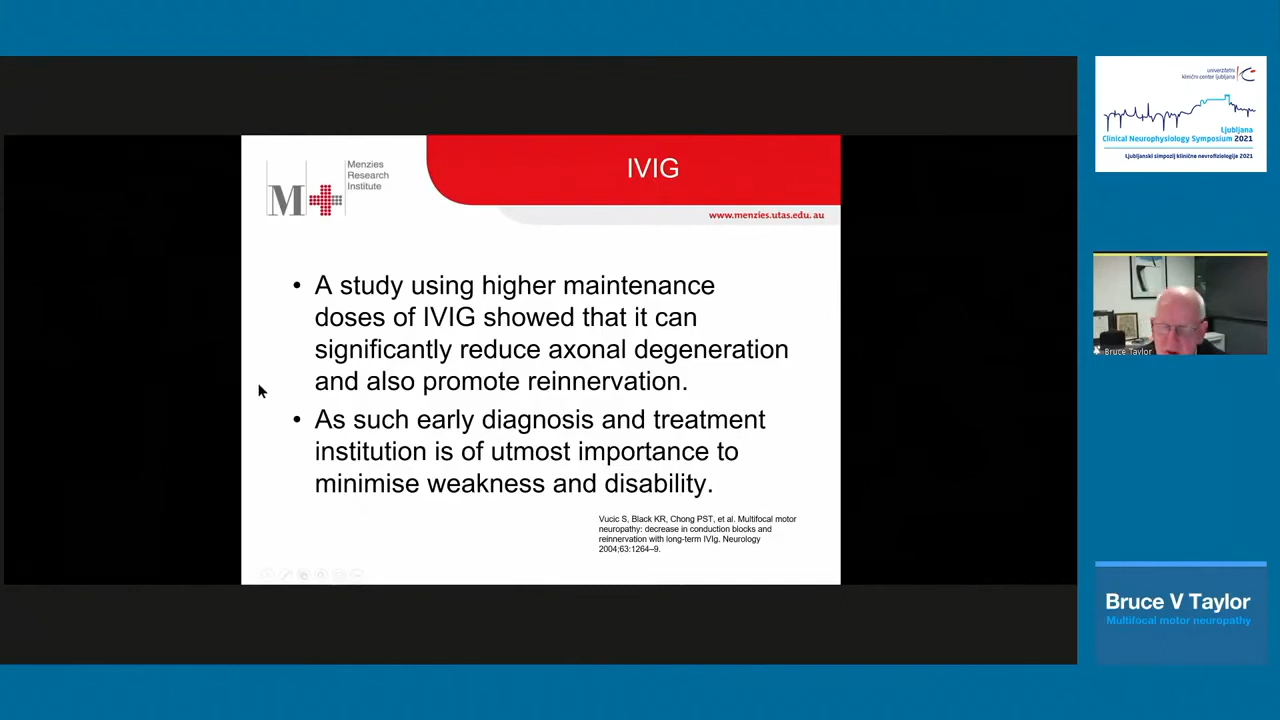 IVIG
M
Menzies
Research
Institute
www.menzies.utas.edu.au
• A study using higher maintenance
doses of IVIG showed that it can
significantly reduce axonal degeneration
and also promote reinnervation.
• As such early diagnosis and treatment
institution is of utmost importance to
minimise weakness and disability.
Vucic S, Black KR, Chong PST, et al. Multifocal motor
neuropathy: decrease in conduction blocks and
reinnervation with long-term IVIg. Neurology
2004;63:1264–9.
univerzitetni
klinični center ljubljana
Ljubljana
Clinical Neurophysiology Symposium 2021
Ljubljanski simpozij klinične nevrofiziologije 2021
Bruce Taylor
Bruce V Taylor
Multifocal motor neuropathy